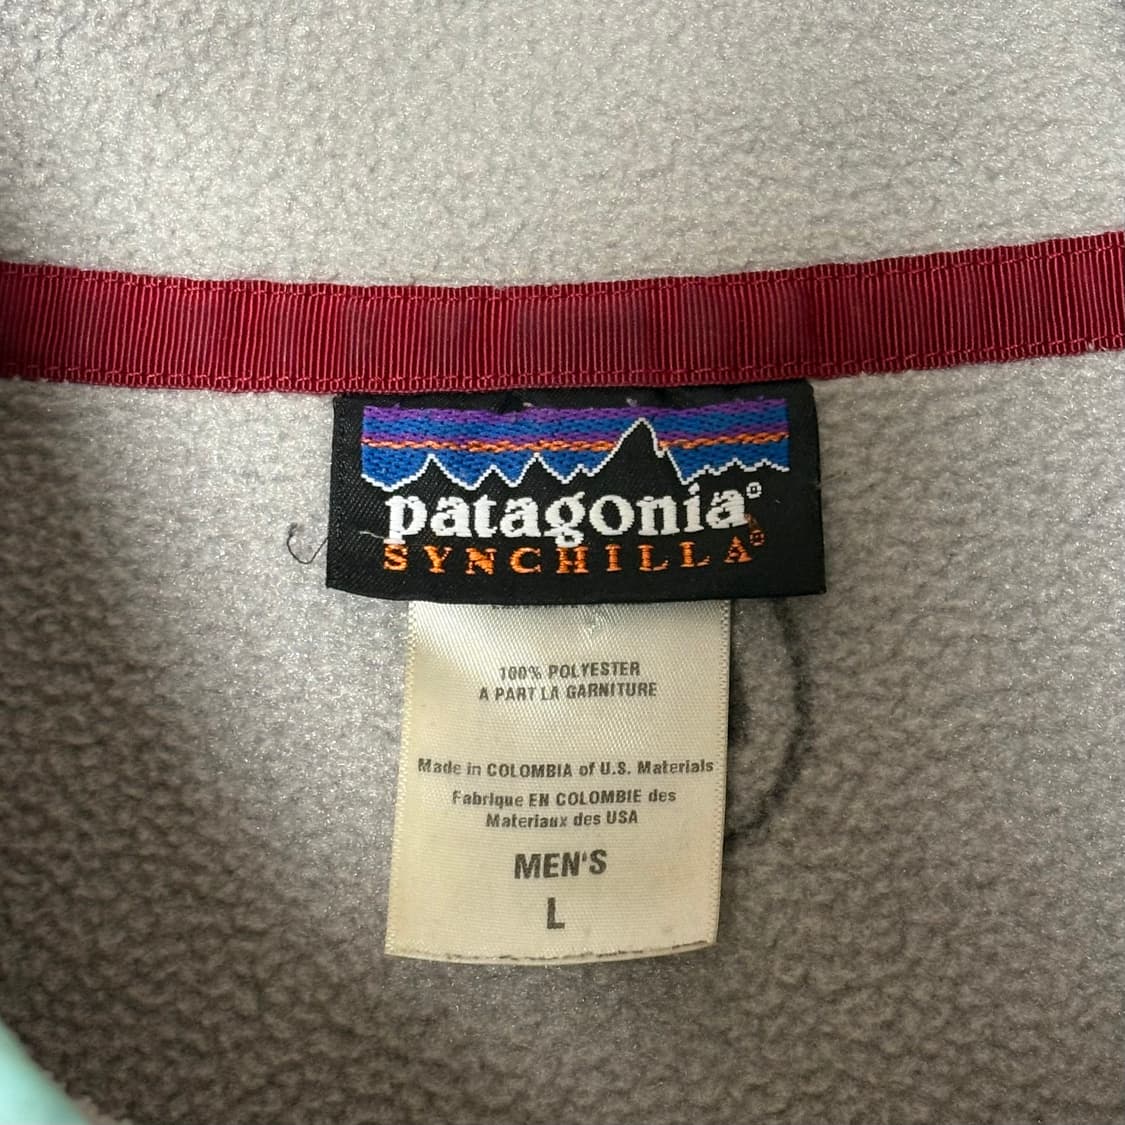 patagonia®
SYNCHILLA®
100% POLYESTER
A PART LA GARNITURE
Made in COLOMBIA of U.S. Materials
Fabrique EN COLOMBIE des
Materiaux des USA
MEN'S
L